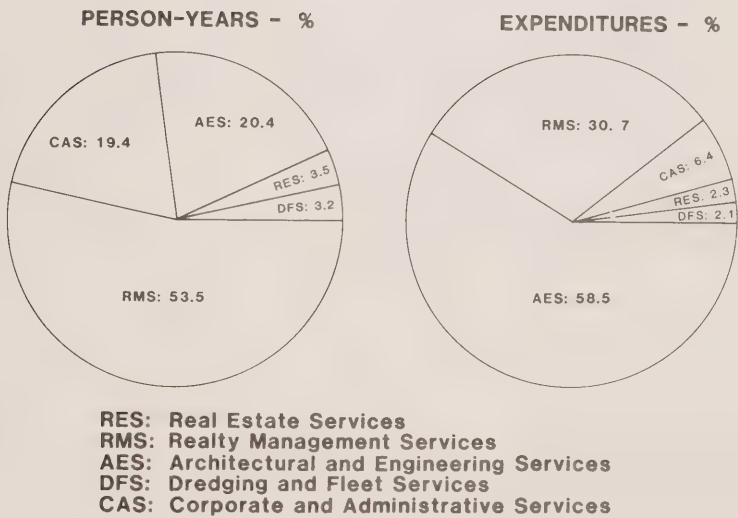 PERSON-YEARS - %
CAS: 19.4
AES: 20.4
RES: 3.5
DFS: 3.2
RMS: 53.5
EXPENDITURES - %
RMS: 30. 7
CAS: 6.4
RES. 2.3
DFS: 2.1
AES: 58.5
RES: Real Estate Services
RMS: Realty Management Services
AES: Architectural and Engineering Services
DFS: Dredging and Fleet Services
CAS: Corporate and Administrative Services